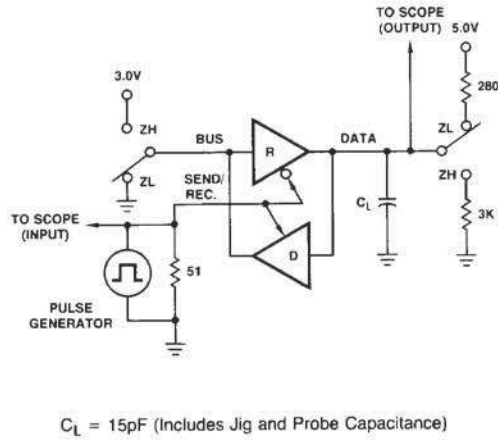 TO SCOPE
(OUTPUT)
5.0V
3.0V
280
ZH
BUS
R
DATA
ZL
ZL
SEND/
REC.
ZH
TO SCOPE
(INPUT)
CL
3K
51
D
PULSE
GENERATOR
CL = 15pF (Includes Jig and Probe Capacitance)